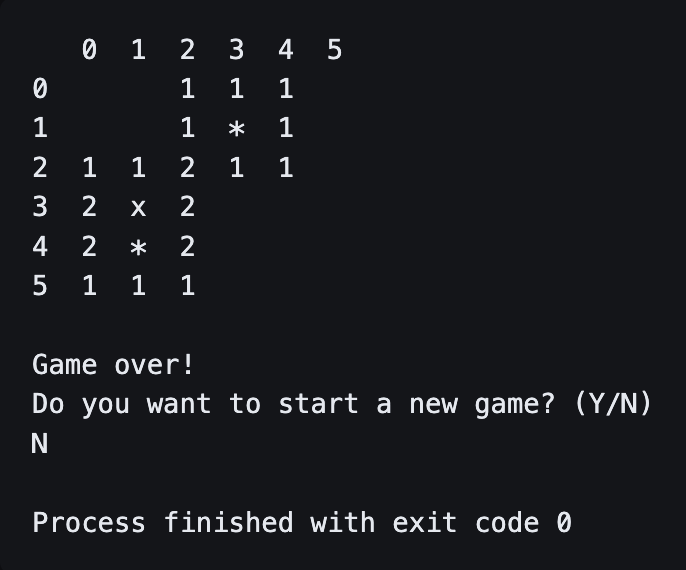 0  1  2  3  4  5
0        1  1  1
1        1  *  1
2  1  1  2  1  1
3  2  x  2
4  2  *  2
5  1  1  1
Game over!
Do you want to start a new game? (Y/N)
N
Process finished with exit code 0